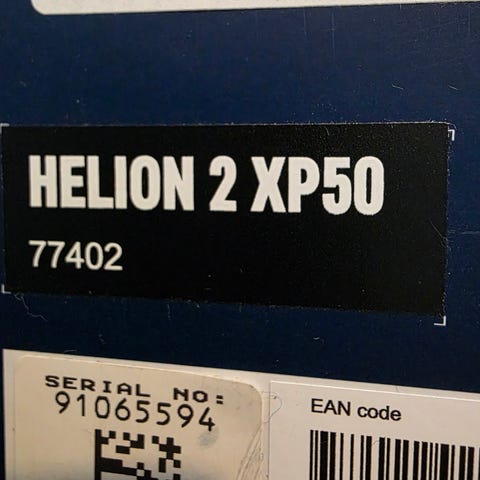 HELION 2 XP50
77402
SERIAL NO:
91065594
EAN code